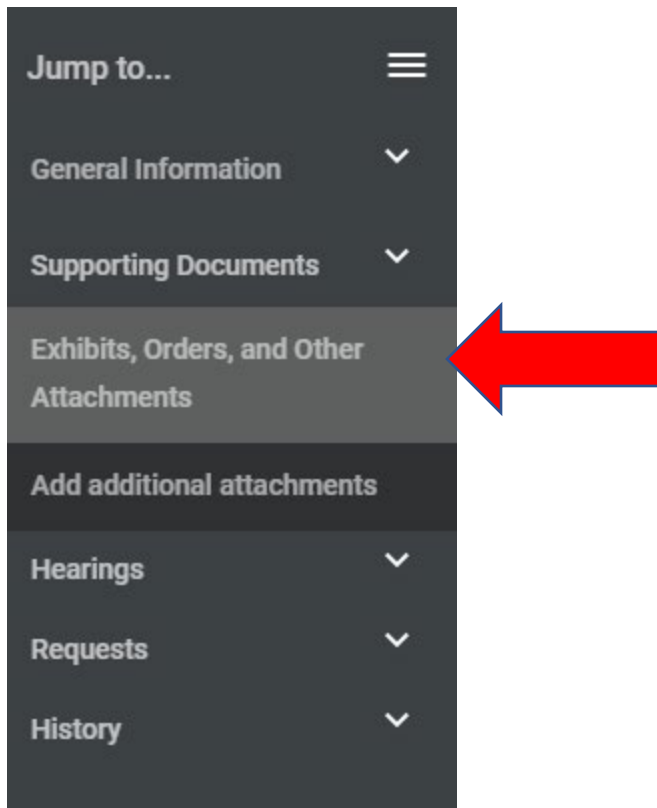 Jump to...
General Information
Supporting Documents
Exhibits, Orders, and Other
Attachments
Add additional attachments
Hearings
Requests
History